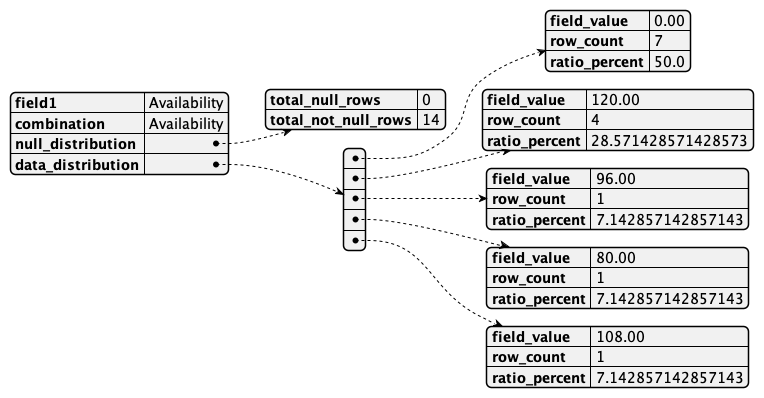 field1 Availability
combination Availability
null_distribution
data_distribution
total_null_rows 0
total_not_null_rows 14
field_value 0.00
row_count 7
ratio_percent 50.0
field_value 120.00
row_count 4
ratio_percent 28.571428571428573
field_value 96.00
row_count 1
ratio_percent 7.142857142857143
field_value 80.00
row_count 1
ratio_percent 7.142857142857143
field_value 108.00
row_count 1
ratio_percent 7.142857142857143